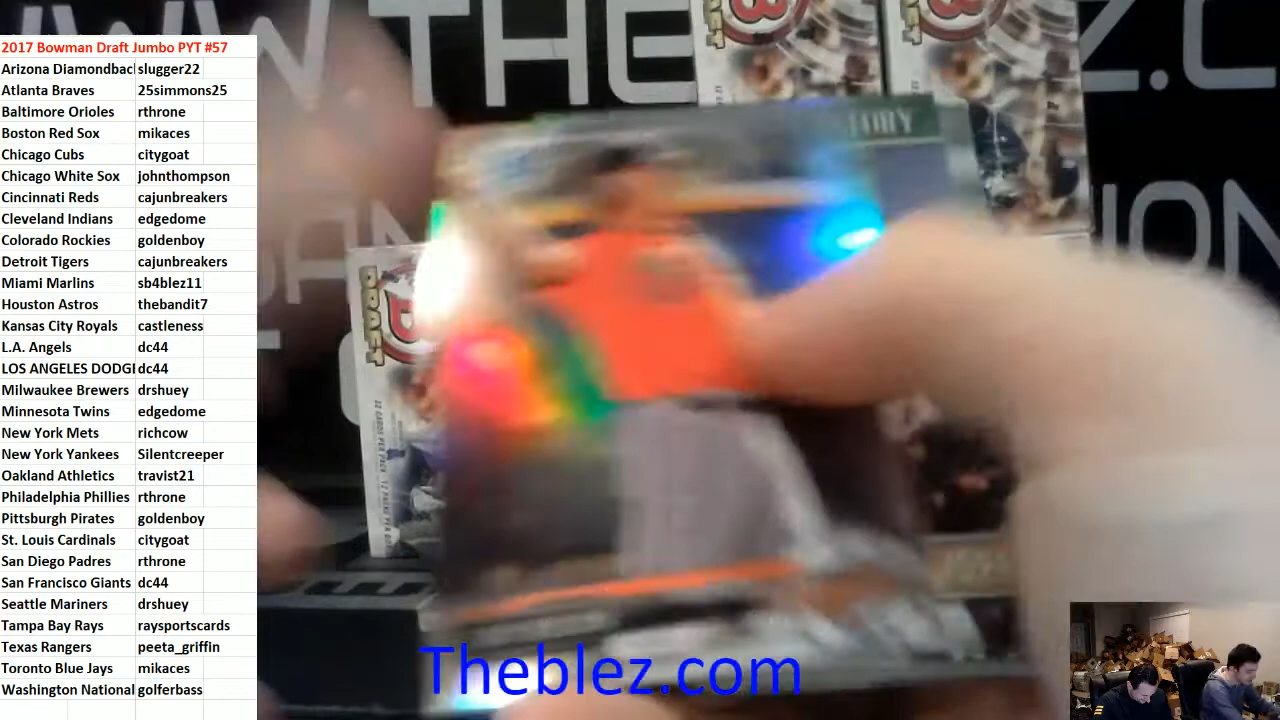 2017 Bowman Draft Jumbo PYT #57
Arizona Diamondbac slugger22
Atlanta Braves 25simmons25
Baltimore Orioles rthrone
Boston Red Sox mikaces
Chicago Cubs citygoat
Chicago White Sox johnthompson
Cincinnati Reds cajunbreakers
Cleveland Indians edgedome
Colorado Rockies goldenboy
Detroit Tigers cajunbreakers
Miami Marlins sb4blez11
Houston Astros thebandit7
Kansas City Royals castleness
L.A. Angels dc44
LOS ANGELES DODG dc44
Milwaukee Brewers drshuey
Minnesota Twins edgedome
New York Mets richcow
New York Yankees Silentcreeper
Oakland Athletics travist21
Philadelphia Phillies rthrone
Pittsburgh Pirates goldenboy
St. Louis Cardinals citygoat
San Diego Padres rthrone
San Francisco Giants dc44
Seattle Mariners drshuey
Tampa Bay Rays raysportscards
Texas Rangers peeta_griffin
Toronto Blue Jays mikaces
Washington National golferbass
WWW.THE Z.C
ION
DRAFT
Theblez.com